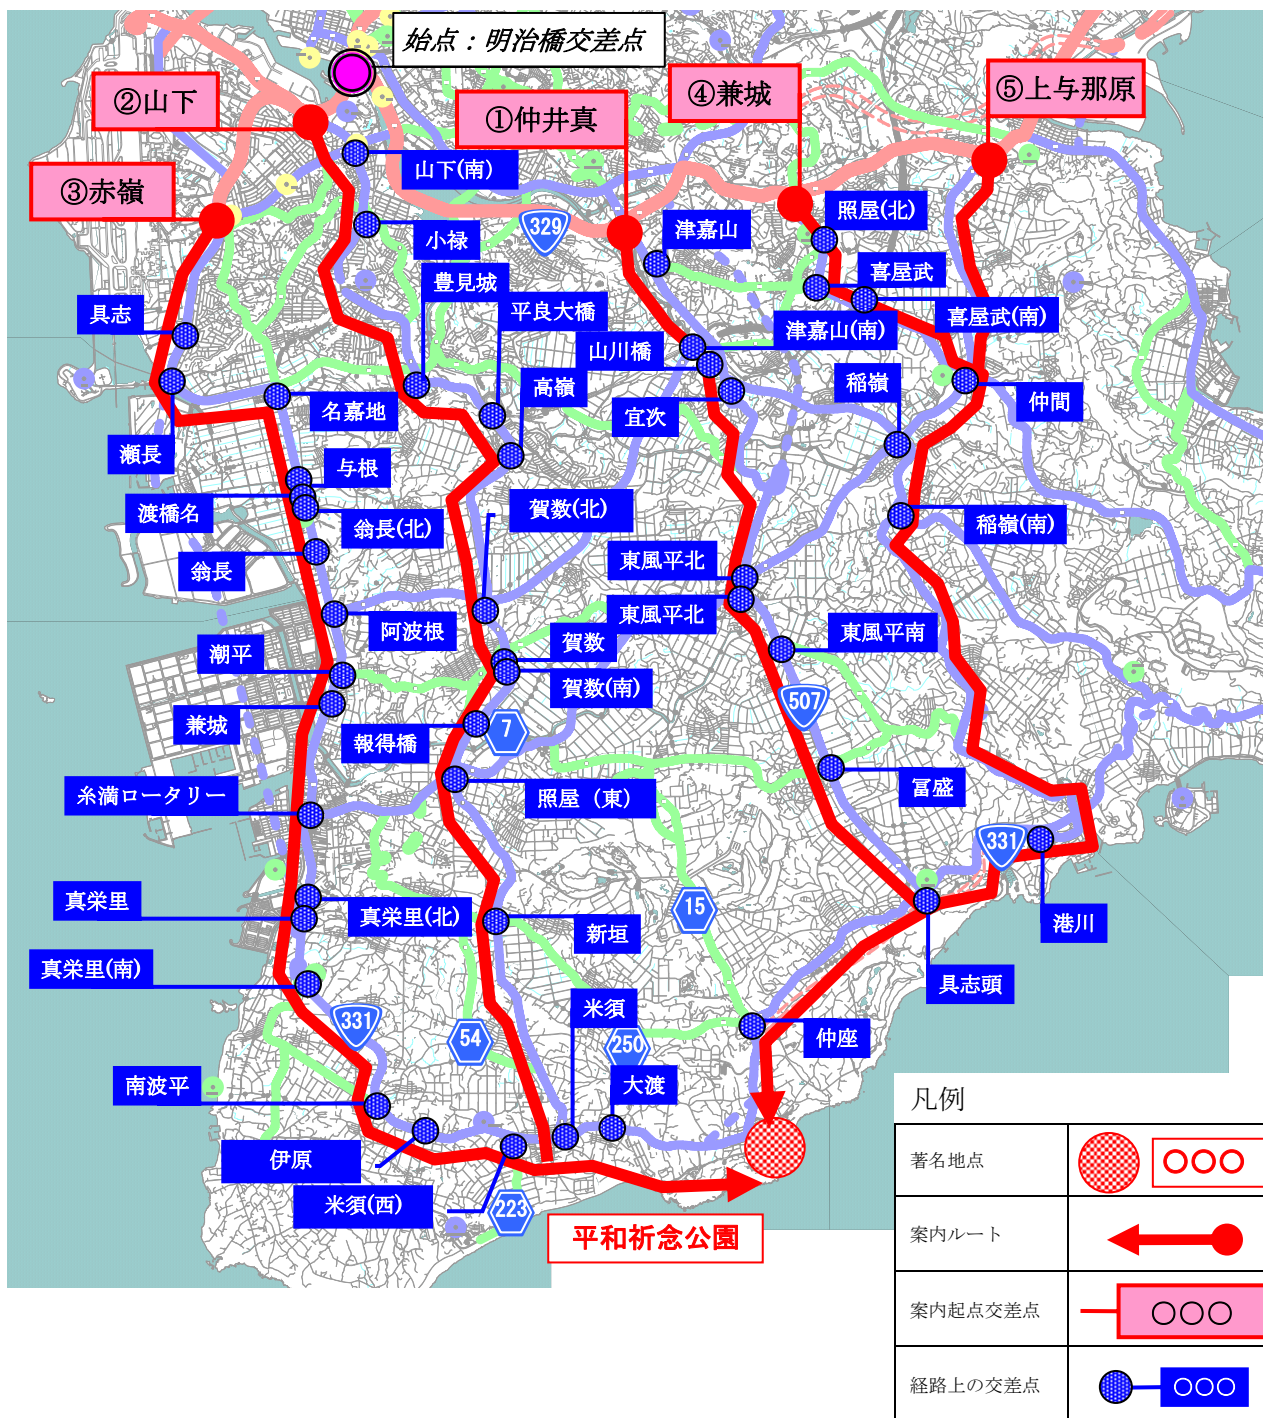 始点：明治橋交差点
②山下
④兼城
⑤上与那原
①仲井真
③赤嶺
山下(南)
照屋(北)
小禄
329
津嘉山
豊見城
喜屋武
具志
平良大橋
喜屋武(南)
山川橋
津嘉山(南)
高嶺
稲嶺
名嘉地
宜次
仲間
瀬長
与根
渡橋名
翁長(北)
賀数(北)
稲嶺(南)
翁長
東風平北
阿波根
東風平北
東風平南
潮平
賀数
賀数(南)
507
兼城
報得橋
7
糸満ロータリー
照屋（東）
冨盛
331
真栄里
真栄里(北)
15
新垣
港川
真栄里(南)
具志頭
米須
331
54
250
仲座
南波平
大渡
伊原
米須(西)
223
平和祈念公園
凡例
著名地点
○○○
案内ルート
案内起点交差点
○○○
経路上の交差点
○○○